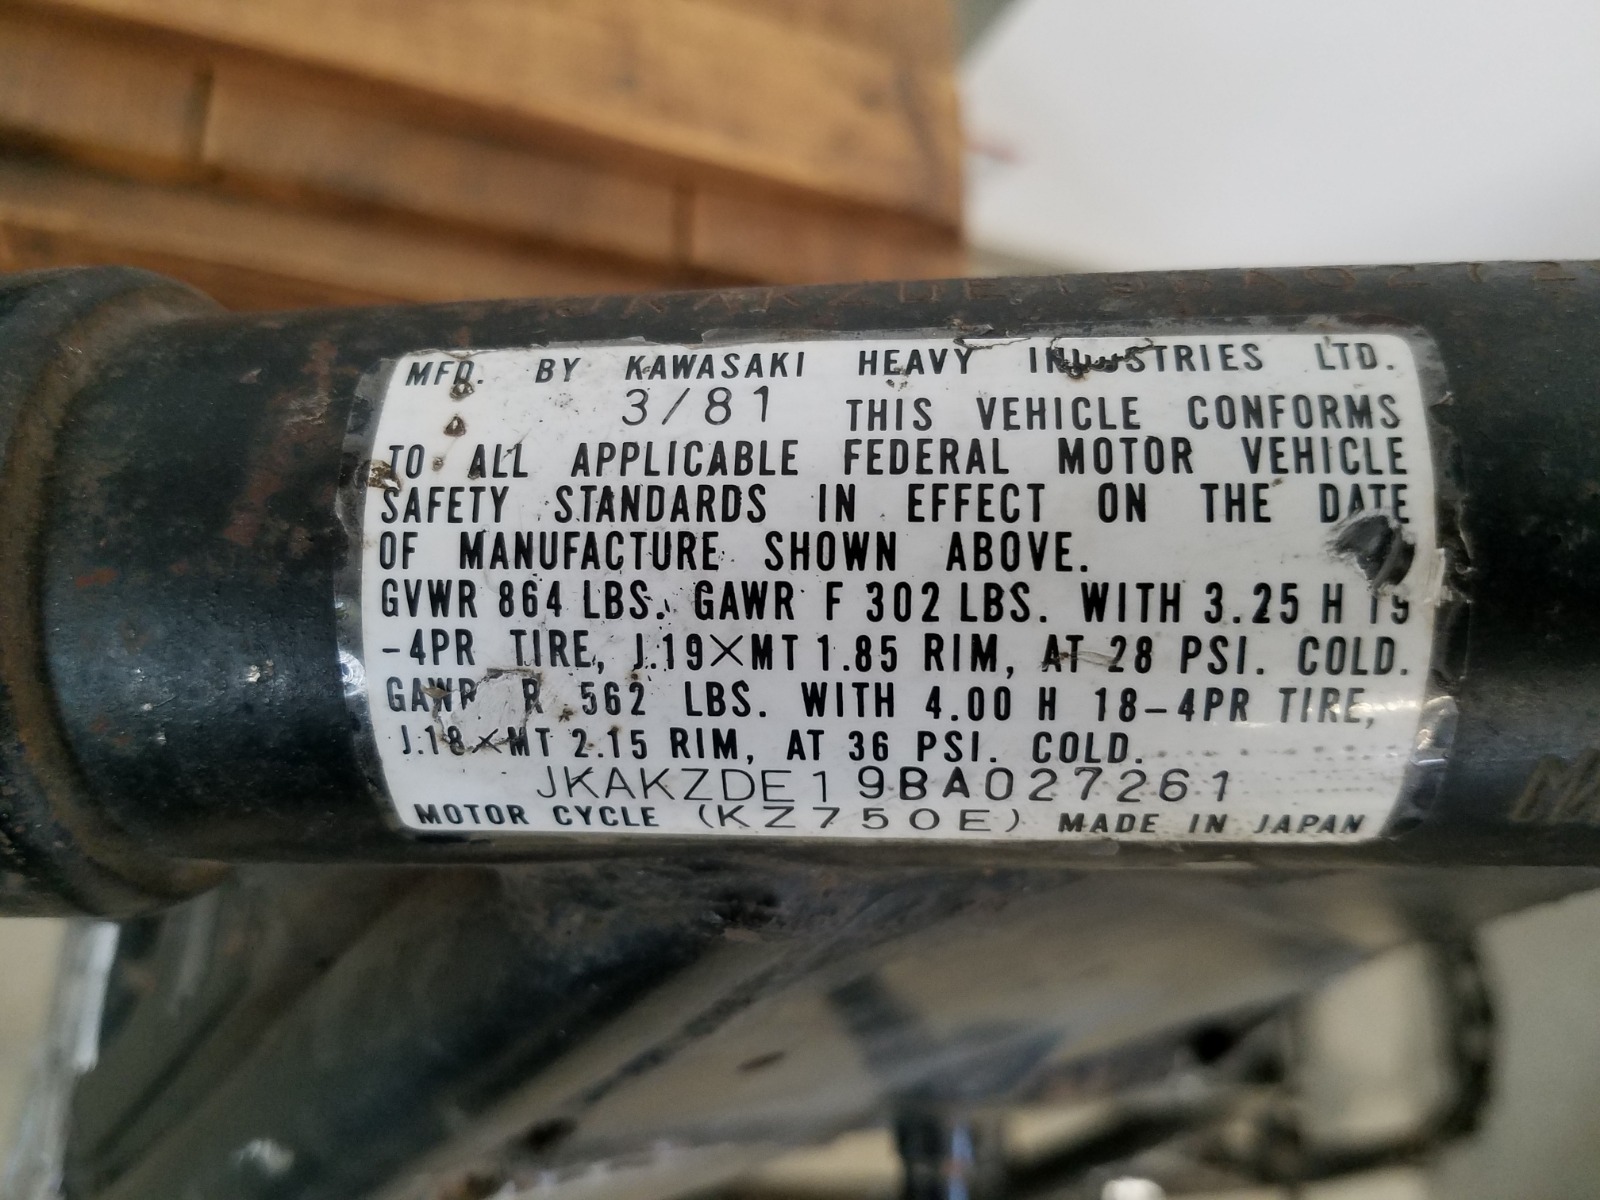 JKAKZDE19BA02726
MFR. BY KAWASAKI HEAVY INDUSTRIES LTD.
3/81 THIS VEHICLE CONFORMS
TO ALL APPLICABLE FEDERAL MOTOR VEHICLE
SAFETY STANDARDS IN EFFECT ON THE DATE
OF MANUFACTURE SHOWN ABOVE.
GVWR 864 LBS. GAWR F 302 LBS. WITH 3.25 H 19
-4PR TIRE, J.19×MT 1.85 RIM, AT 28 PSI. COLD.
GAWR R 562 LBS. WITH 4.00 H 18-4PR TIRE,
J.18×MT 2.15 RIM, AT 36 PSI. COLD.
JKAKZDE19BA027261
MOTOR CYCLE (KZ750E) MADE IN JAPAN